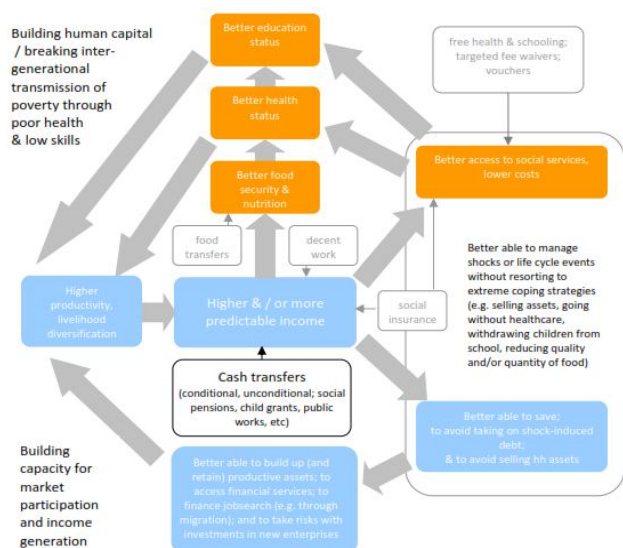 Building human capital
/ breaking inter-
generational
transmission of
poverty through
poor health
& low skills
Better education
status
free health & schooling;
targeted fee waivers;
vouchers
Better health
status
Better access to social services,
lower costs
Better food
security &
nutrition
food
transfers
decent
work
Higher
productivity,
livelihood
diversification
Higher & / or more
predictable income
social
insurance
Better able to manage
shocks or life cycle events
without resorting to
extreme coping strategies
(e.g. selling assets, going
without healthcare,
withdrawing children from
school, reducing quality
and/or quantity of food)
Cash transfers
(conditional, unconditional; social
pensions, child grants, public
works, etc)
Better able to save;
to avoid taking on shock-induced
debt;
& to avoid selling hh assets
Building
capacity for
market
participation
and income
generation
Better able to build up (and
retain) productive assets; to
access financial services; to
finance jobsearch (e.g. through
migration); and to take risks with
investments in new enterprises